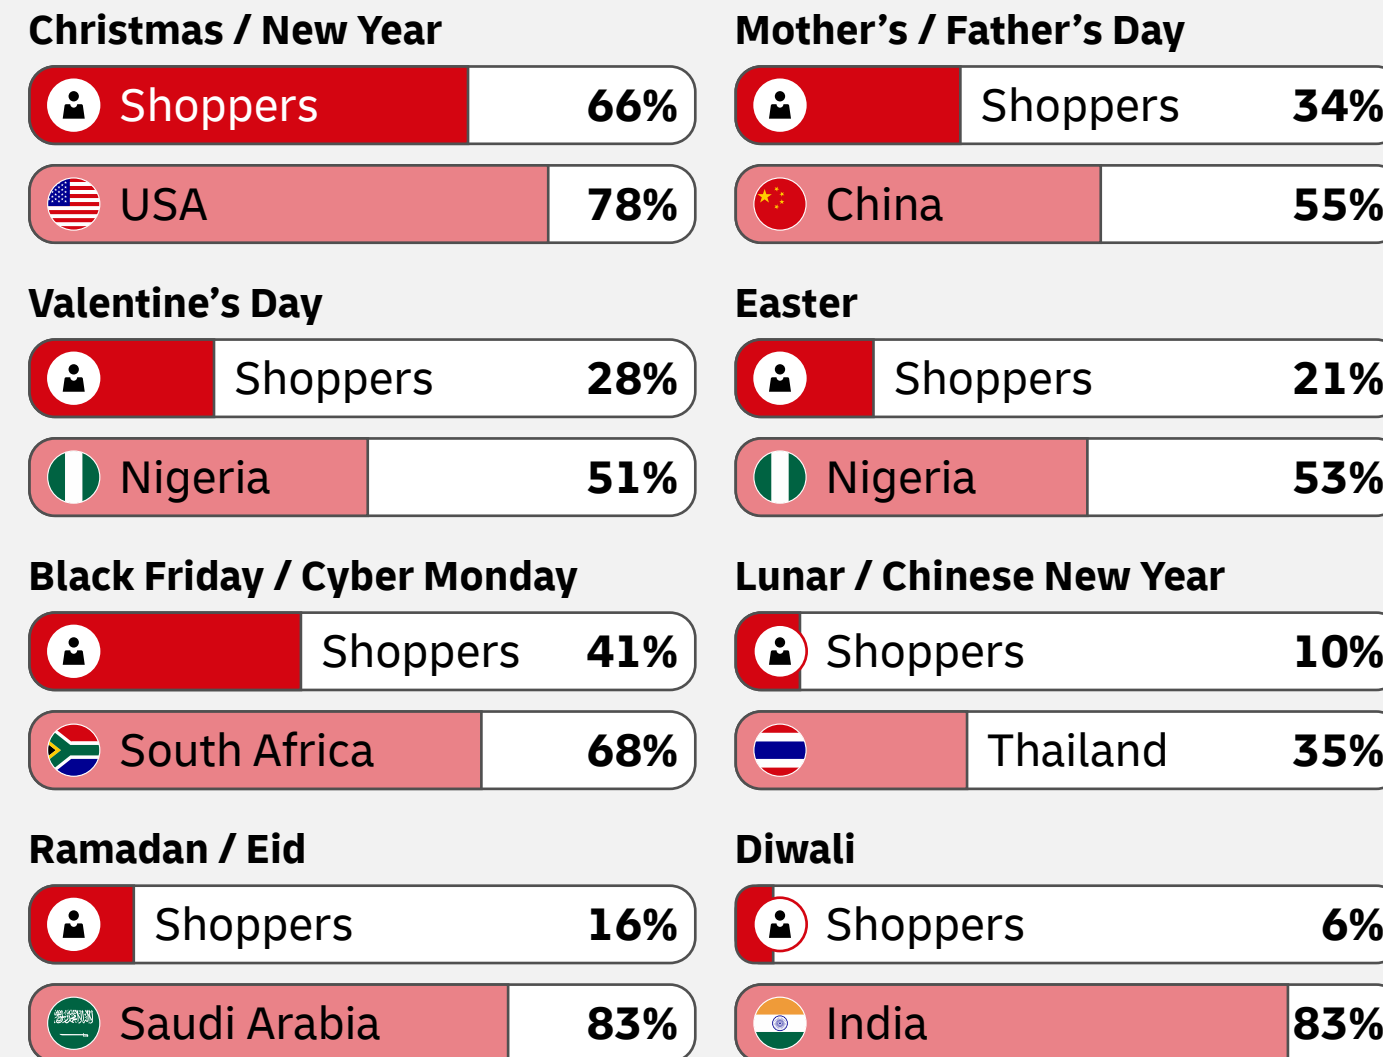 Christmas / New Year
Shoppers 66%
USA 78%
Valentine's Day
Shoppers 28%
Nigeria 51%
Black Friday / Cyber Monday
Shoppers 41%
South Africa 68%
Ramadan / Eid
Shoppers 16%
Saudi Arabia 83%
Mother's / Father's Day
Shoppers 34%
China 55%
Easter
Shoppers 21%
Nigeria 53%
Lunar / Chinese New Year
Shoppers 10%
Thailand 35%
Diwali
Shoppers 6%
India 83%